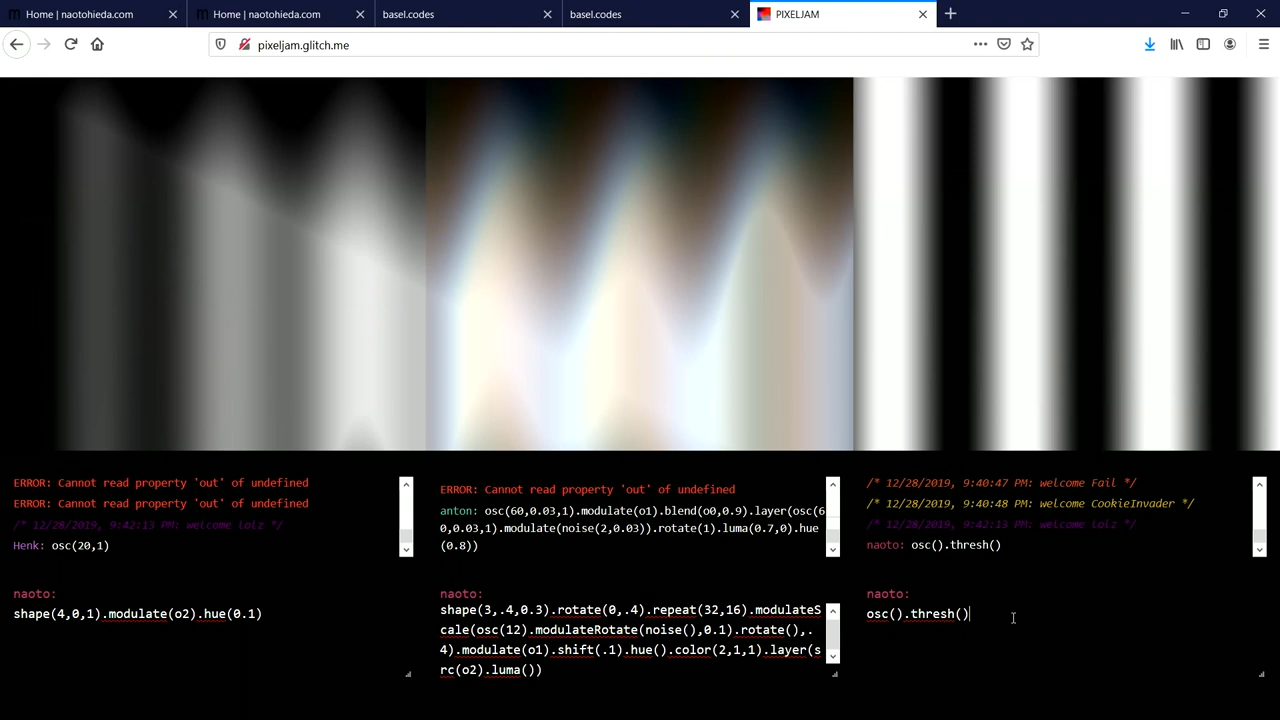 Home | naotohieda.com
Home | naotohieda.com
basel.codes
basel.codes
PIXELJAM
pixeljam.glitch.me
ERROR: Cannot read property 'out' of undefined
ERROR: Cannot read property 'out' of undefined
/* 12/28/2019, 9:42:13 PM: welcome lolz */
Henk: osc(20,1)
naoto:
shape(4,0,1).modulate(o2).hue(0.1)
ERROR: Cannot read property 'out' of undefined
anton: osc(60,0.03,1).modulate(o1).blend(o0,0.9).layer(osc(6
0,0.03,1).modulate(noise(2,0.03)).rotate(1).luma(0.7,0).hue
(0.8))
naoto:
shape(3,.4,0.3).rotate(0,.4).repeat(32,16).modulateS
cale(osc(12).modulateRotate(noise(),0.1).rotate(),.
4).modulate(o1).shift(.1).hue().color(2,1,1).layer(s
rc(o2).luma())
/* 12/28/2019, 9:40:47 PM: welcome Fail */
/* 12/28/2019, 9:40:48 PM: welcome CookieInvader */
/* 12/28/2019, 9:42:13 PM: welcome lolz */
naoto: osc().thresh()
naoto:
osc().thresh()